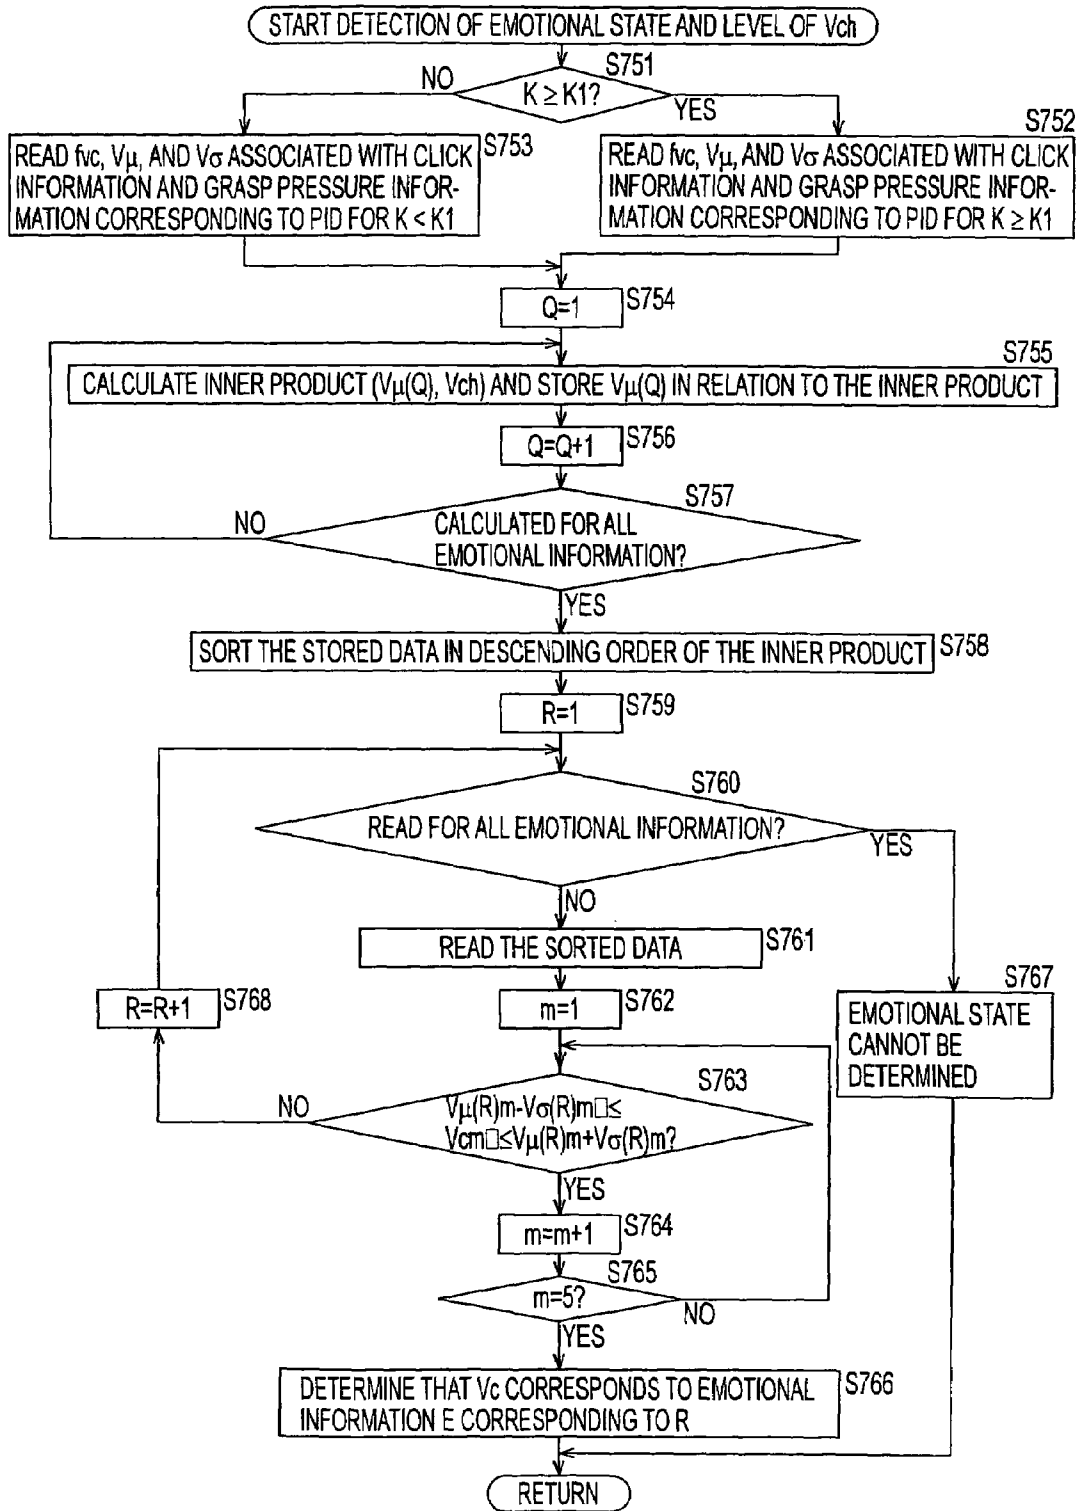 START DETECTION OF EMOTIONAL STATE AND LEVEL OF Vch
S751
K ≥ K1?
NO
YES
S753
READ fvc, Vμ, AND Vσ ASSOCIATED WITH CLICK
INFORMATION AND GRASP PRESSURE INFOR-
MATION CORRESPONDING TO PID FOR K < K1
S752
READ fvc, Vμ, AND Vσ ASSOCIATED WITH CLICK
INFORMATION AND GRASP PRESSURE INFOR-
MATION CORRESPONDING TO PID FOR K ≥ K1
Q=1
S754
S755
CALCULATE INNER PRODUCT (Vμ(Q), Vch) AND STORE Vμ(Q) IN RELATION TO THE INNER PRODUCT
Q=Q+1
S756
S757
CALCULATED FOR ALL
EMOTIONAL INFORMATION?
NO
YES
SORT THE STORED DATA IN DESCENDING ORDER OF THE INNER PRODUCT
S758
R=1
S759
S760
READ FOR ALL EMOTIONAL INFORMATION?
YES
NO
READ THE SORTED DATA
S761
m=1
S762
R=R+1
S768
S767
EMOTIONAL STATE
CANNOT BE
DETERMINED
S763
Vμ(R)m-Vσ(R)m□≤
Vcm□≤Vμ(R)m+Vσ(R)m?
NO
YES
m=m+1
S764
S765
m=5?
NO
YES
S766
DETERMINE THAT Vc CORRESPONDS TO EMOTIONAL
INFORMATION E CORRESPONDING TO R
RETURN